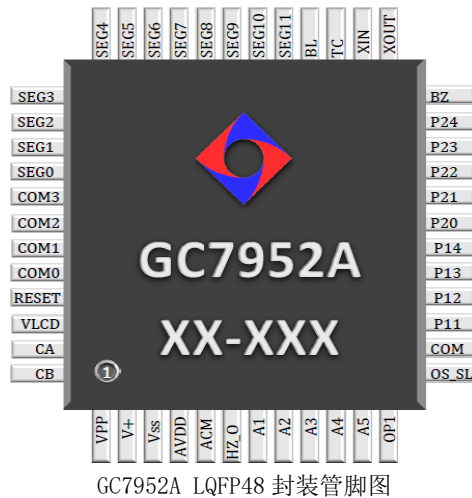 SEG4 SEG5 SEG6 SEG7 SEG8 SEG9 SEG10 SEG11 BL TC XIN XOUT
SEG3
SEG2
SEG1
SEG0
COM3
COM2
COM1
COM0
RESET
VLCD
CA
CB
GC7952A
XX-XXX
1
BZ
P24
P23
P22
P21
P20
P14
P13
P12
P11
COM
OS_SL
VPP V+ Vss AVDD ACM HZ_O A1 A2 A3 A4 A5 OP1
GC7952A LQFP48 封装管脚图